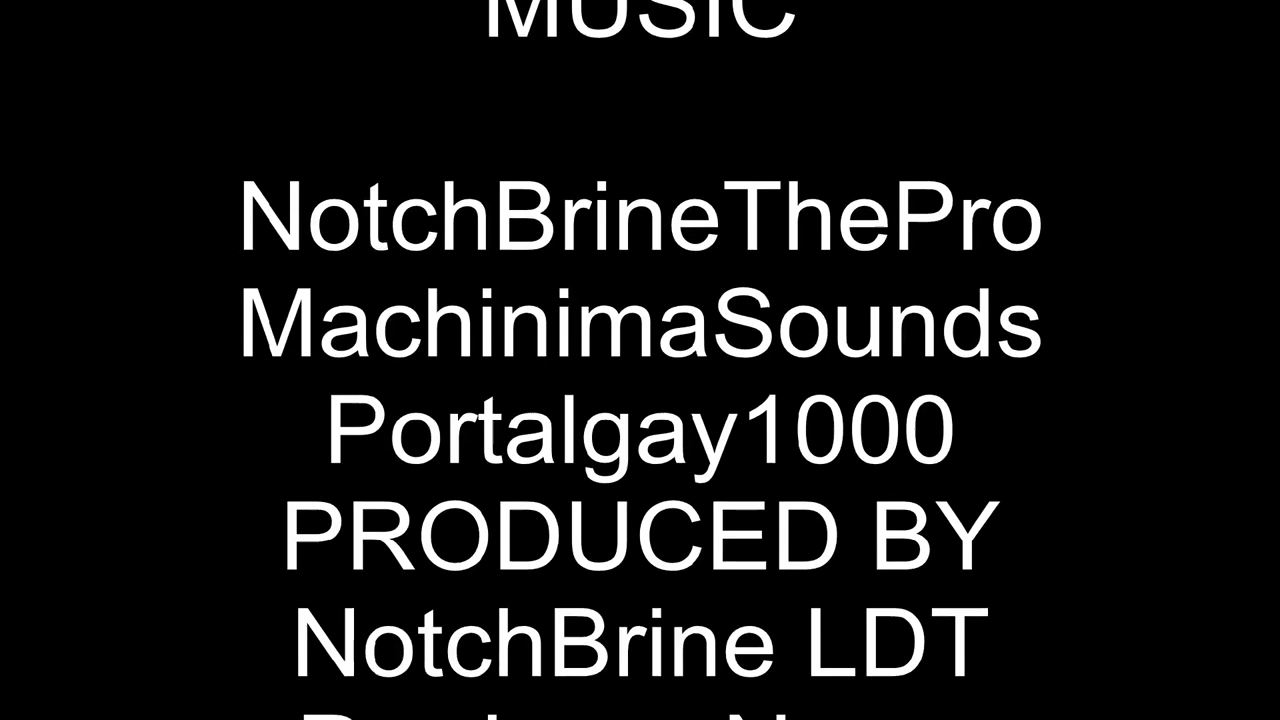 MUSIC
NotchBrineThePro
MachinimaSounds
Portalgay1000
PRODUCED BY
NotchBrine LDT